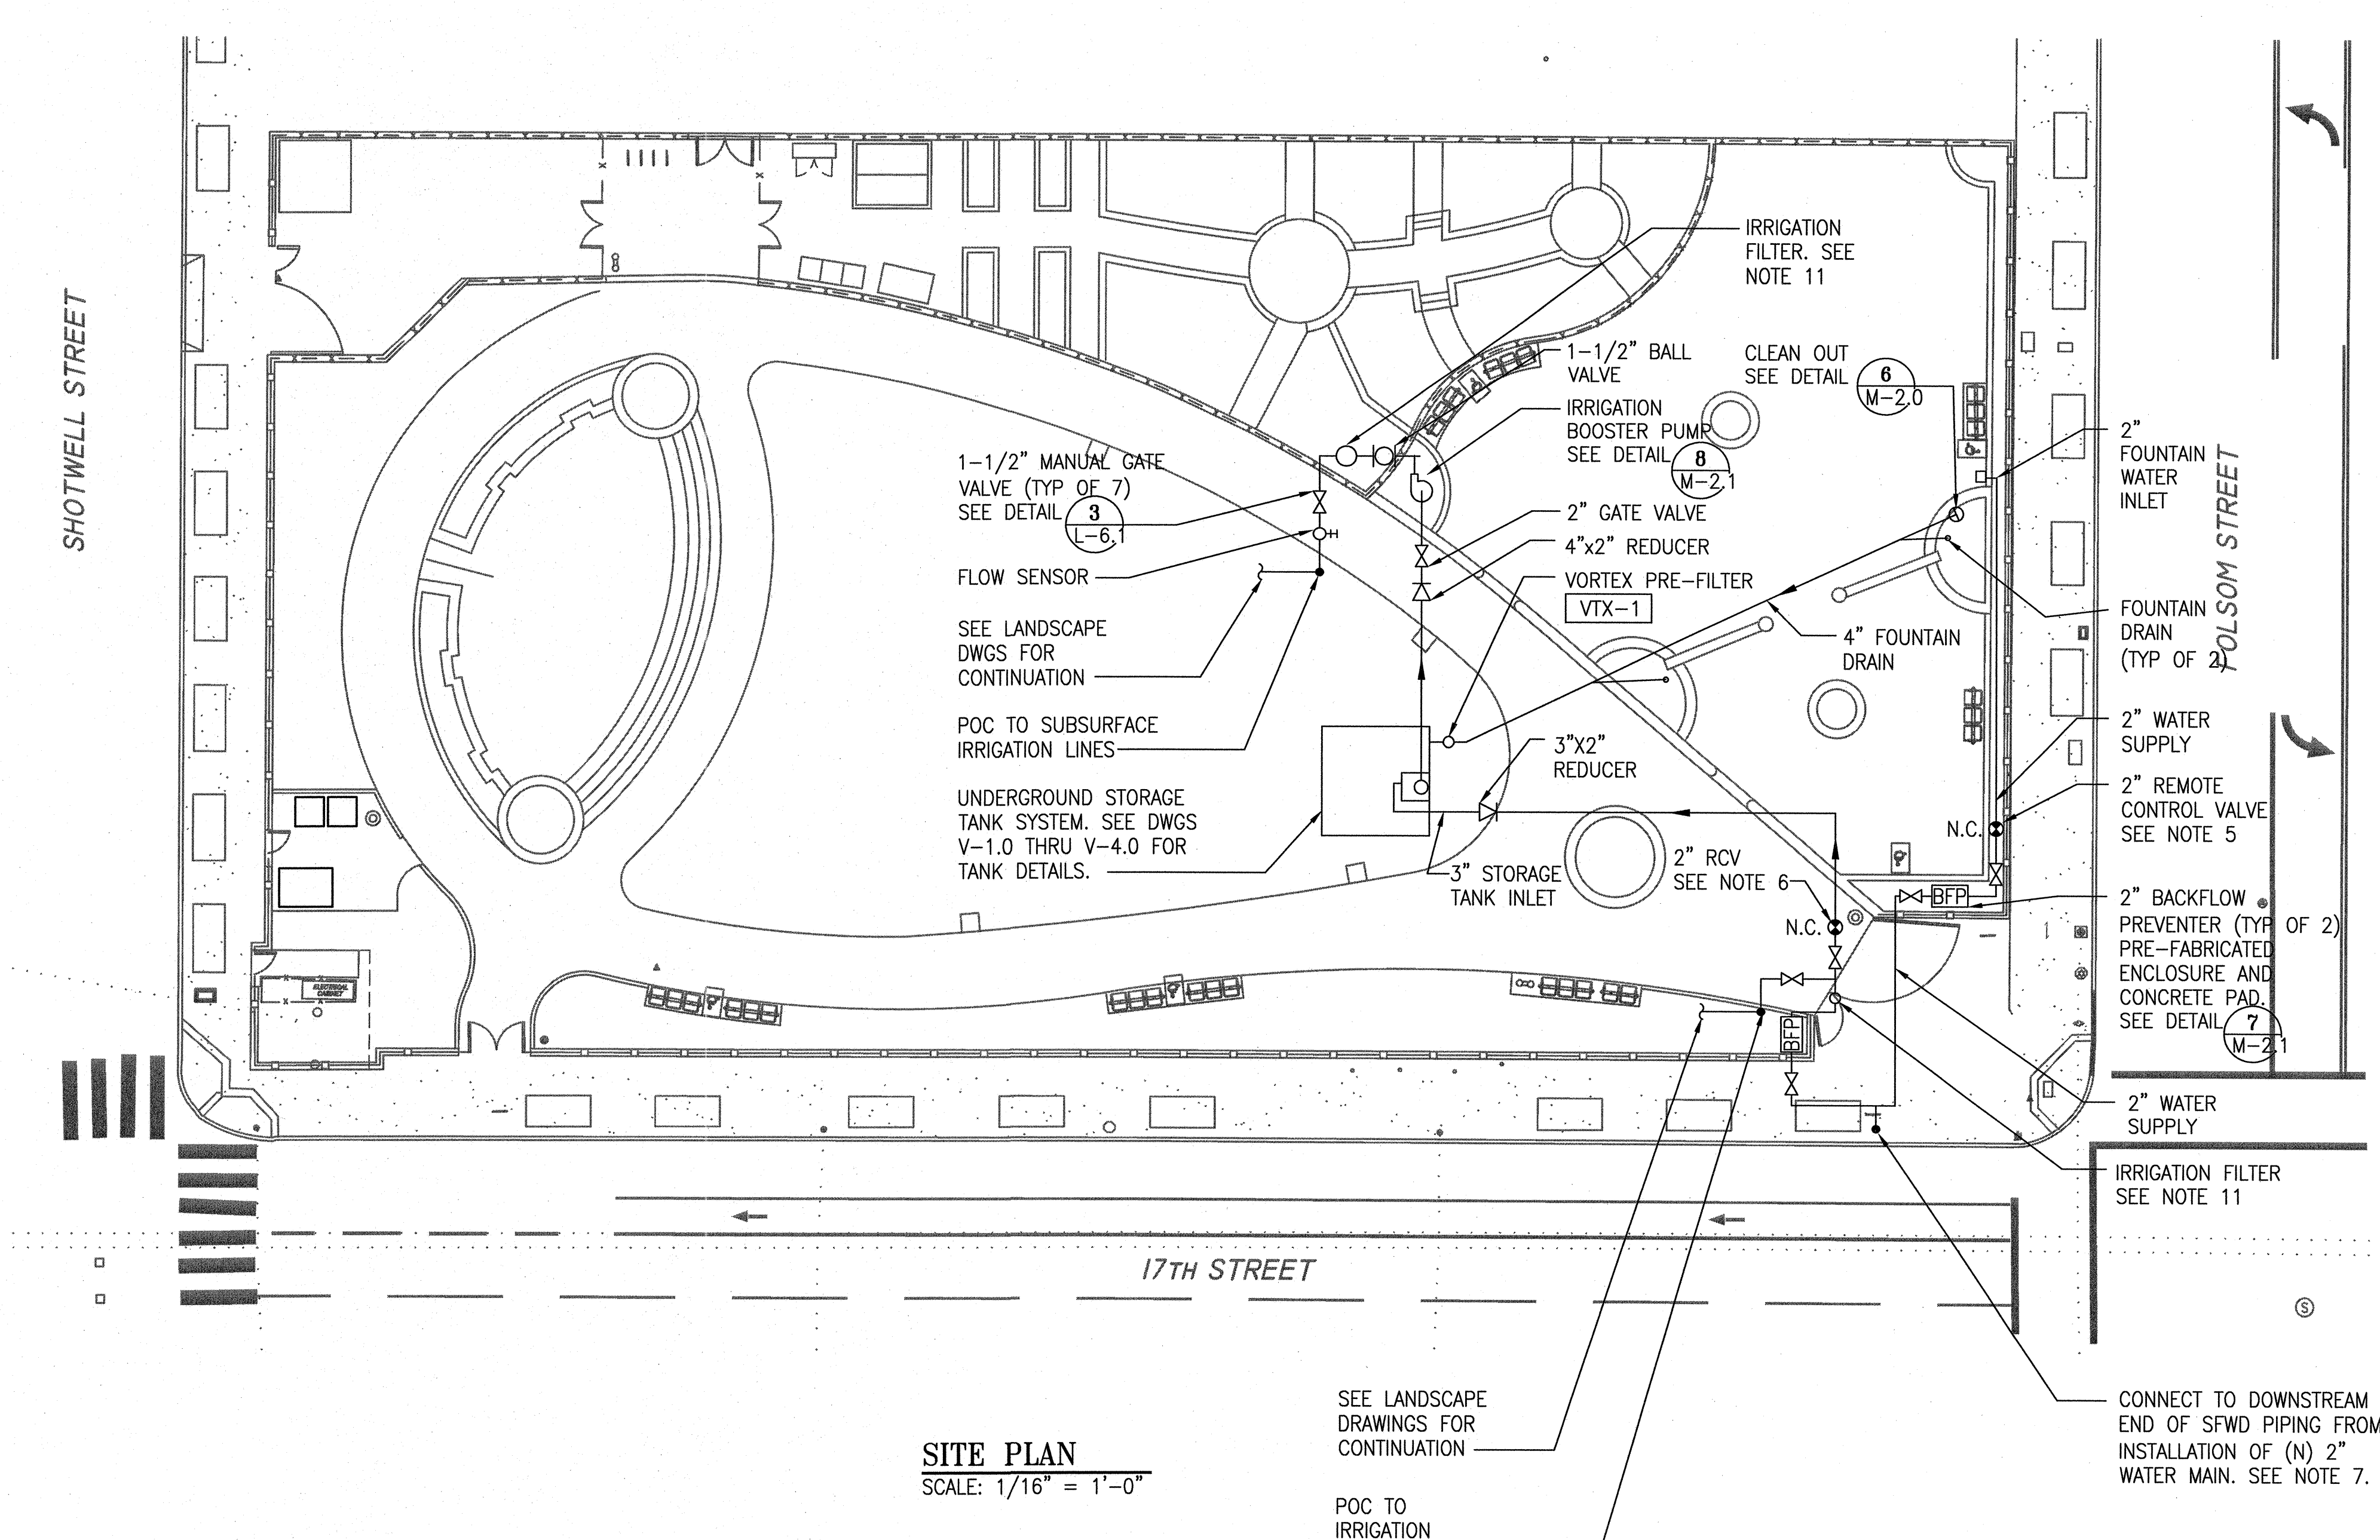 SHOTWELL STREET
IRRIGATION
FILTER. SEE
NOTE 11
1-1/2" BALL
VALVE
CLEAN OUT
SEE DETAIL
6
M-2.0
IRRIGATION
BOOSTER PUMP
SEE DETAIL
8
M-2.1
2"
FOUNTAIN
WATER
INLET
FOLSOM STREET
1-1/2" MANUAL GATE
VALVE (TYP OF 7)
SEE DETAIL
3
L-6.1
2" GATE VALVE
4"x2" REDUCER
FLOW SENSOR
VORTEX PRE-FILTER
VTX-1
FOUNTAIN
DRAIN
(TYP OF 2)
SEE LANDSCAPE
DWGS FOR
CONTINUATION
4" FOUNTAIN
DRAIN
POC TO SUBSURFACE
IRRIGATION LINES
2" WATER
SUPPLY
3"X2"
REDUCER
2" REMOTE
CONTROL VALVE
SEE NOTE 5
N.C.
UNDERGROUND STORAGE
TANK SYSTEM. SEE DWGS
V-1.0 THRU V-4.0 FOR
TANK DETAILS.
3" STORAGE
TANK INLET
2" RCV
SEE NOTE 6
N.C.
BFP
2" BACKFLOW
PREVENTER (TYP OF 2)
PRE-FABRICATED
ENCLOSURE AND
CONCRETE PAD.
SEE DETAIL
7
M-2.1
ELECTRICAL
CABINET
BFP
2" WATER
SUPPLY
IRRIGATION FILTER
SEE NOTE 11
17TH STREET
S
SEE LANDSCAPE
DRAWINGS FOR
CONTINUATION
CONNECT TO DOWNSTREAM
END OF SFWD PIPING FROM
INSTALLATION OF (N) 2"
WATER MAIN. SEE NOTE 7.
SITE PLAN
SCALE: 1/16" = 1'-0"
POC TO
IRRIGATION